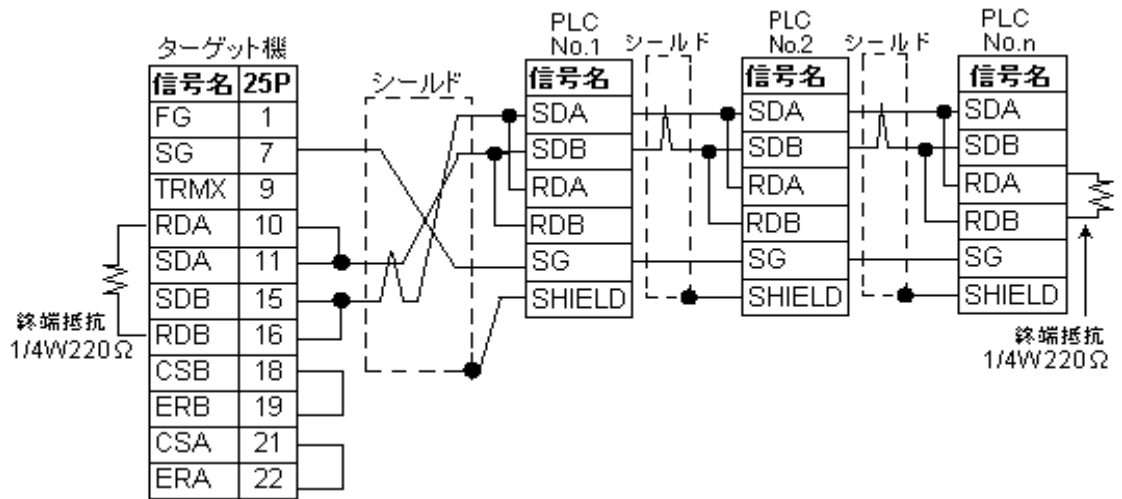 ターゲット機
信号名 25P
FG 1
SG 7
TRMX 9
RDA 10
SDA 11
SDB 15
RDB 16
CSB 18
ERB 19
CSA 21
ERA 22
終端抵抗
1/4W220Ω
シールド
PLC
No.1
信号名
SDA
SDB
RDA
RDB
SG
SHIELD
シールド
PLC
No.2
信号名
SDA
SDB
RDA
RDB
SG
SHIELD
シールド
PLC
No.n
信号名
SDA
SDB
RDA
RDB
SG
SHIELD
終端抵抗
1/4W220Ω